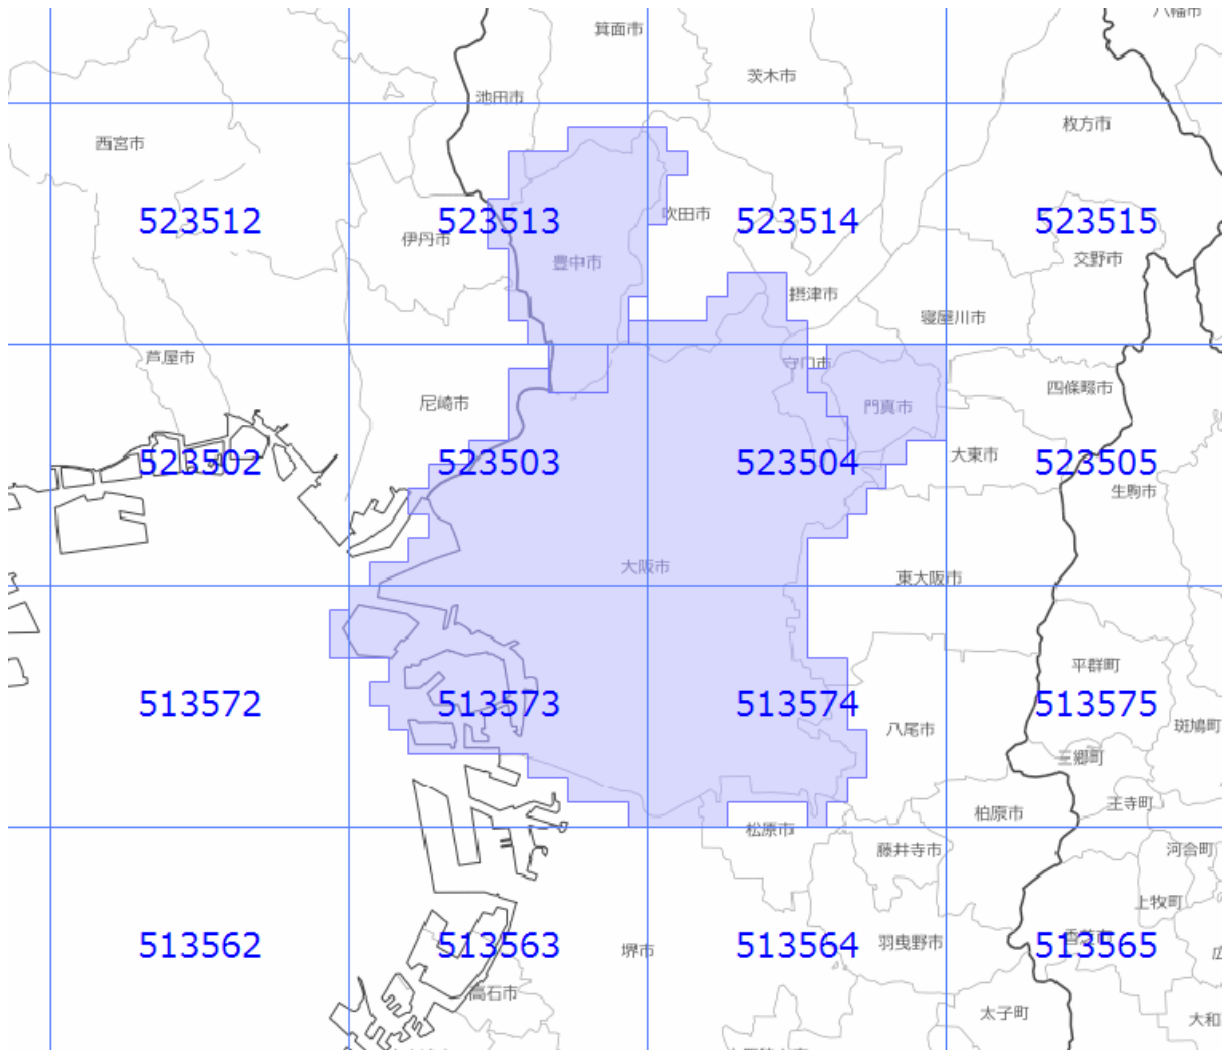 箕面市
八幡市
茨木市
池田市
枚方市
西宮市
523512
523513
吹田市
523514
523515
伊丹市
豊中市
交野市
摂津市
寝屋川市
芦屋市
守口市
四條畷市
尼崎市
門真市
大東市
523502
523503
523504
523505
生駒市
大阪市
東大阪市
平群町
513572
513573
513574
513575
八尾市
斑鳩町
三郷町
王寺町
柏原市
松原市
藤井寺市
河合町
上牧町
513562
513563
堺市
513564
羽曳野市
香芝市
513565
高石市
太子町
大和